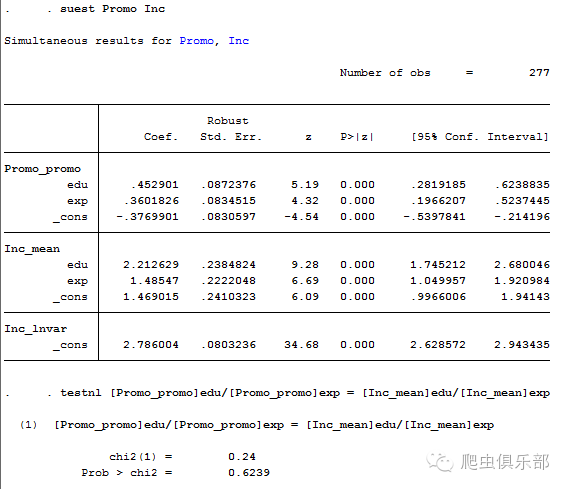 .     . suest Promo Inc
Simultaneous results for Promo, Inc
Number of obs     =        277
Robust
Coef.   Std. Err.      z    P>|z|     [95% Conf. Interval]
Promo_promo
edu     .452901   .0872376     5.19   0.000     .2819185    .6238835
exp    .3601826   .0834515     4.32   0.000     .1966207    .5237445
_cons   -.3769901   .0830597    -4.54   0.000    -.5397841    -.214196
Inc_mean
edu    2.212629   .2384824     9.28   0.000     1.745212    2.680046
exp     1.48547   .2222048     6.69   0.000     1.049957    1.920984
_cons    1.469015   .2410323     6.09   0.000     .9966006     1.94143
Inc_lnvar
_cons    2.786004   .0803236    34.68   0.000     2.628572    2.943435
.     . testnl [Promo_promo]edu/[Promo_promo]exp = [Inc_mean]edu/[Inc_mean]exp
(1)  [Promo_promo]edu/[Promo_promo]exp = [Inc_mean]edu/[Inc_mean]exp
chi2(1) =        0.24
Prob > chi2 =        0.6239
爬虫俱乐部